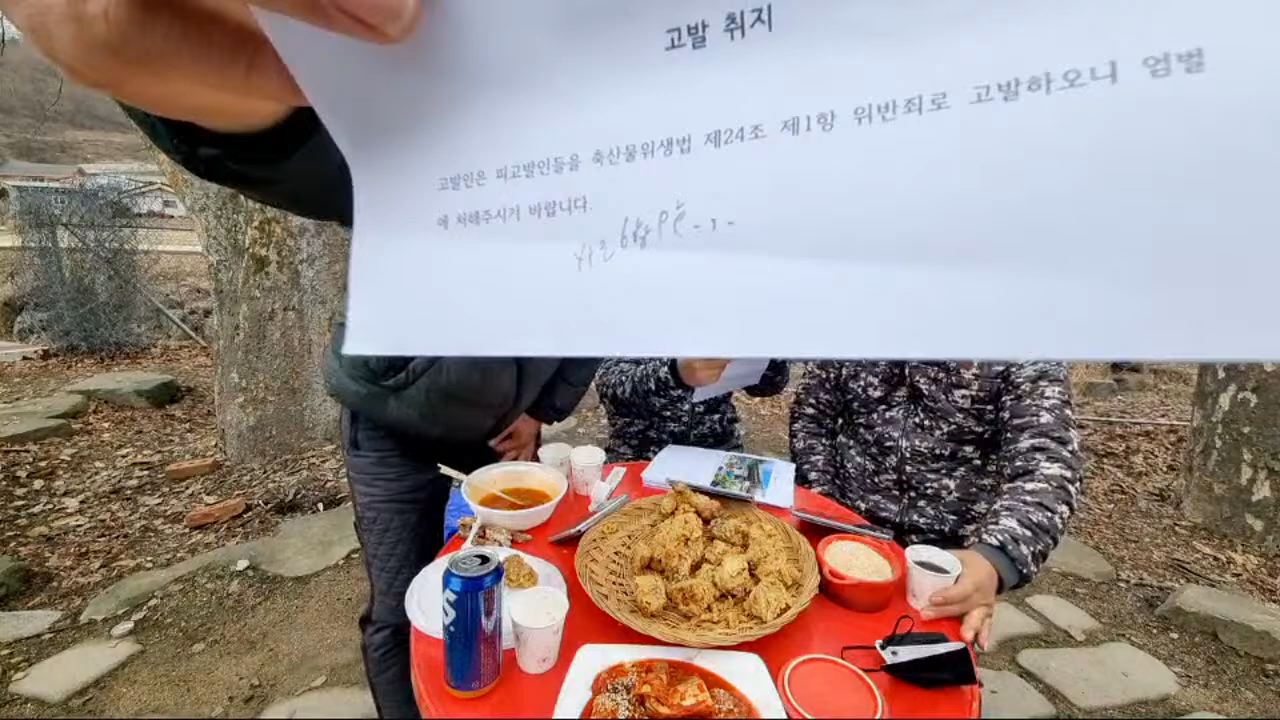 고발 취지
고발인은 피고발인들을 축산물위생법 제24조 제1항 위반죄로 고발하오니 엄벌
에 처해주시기 바랍니다.